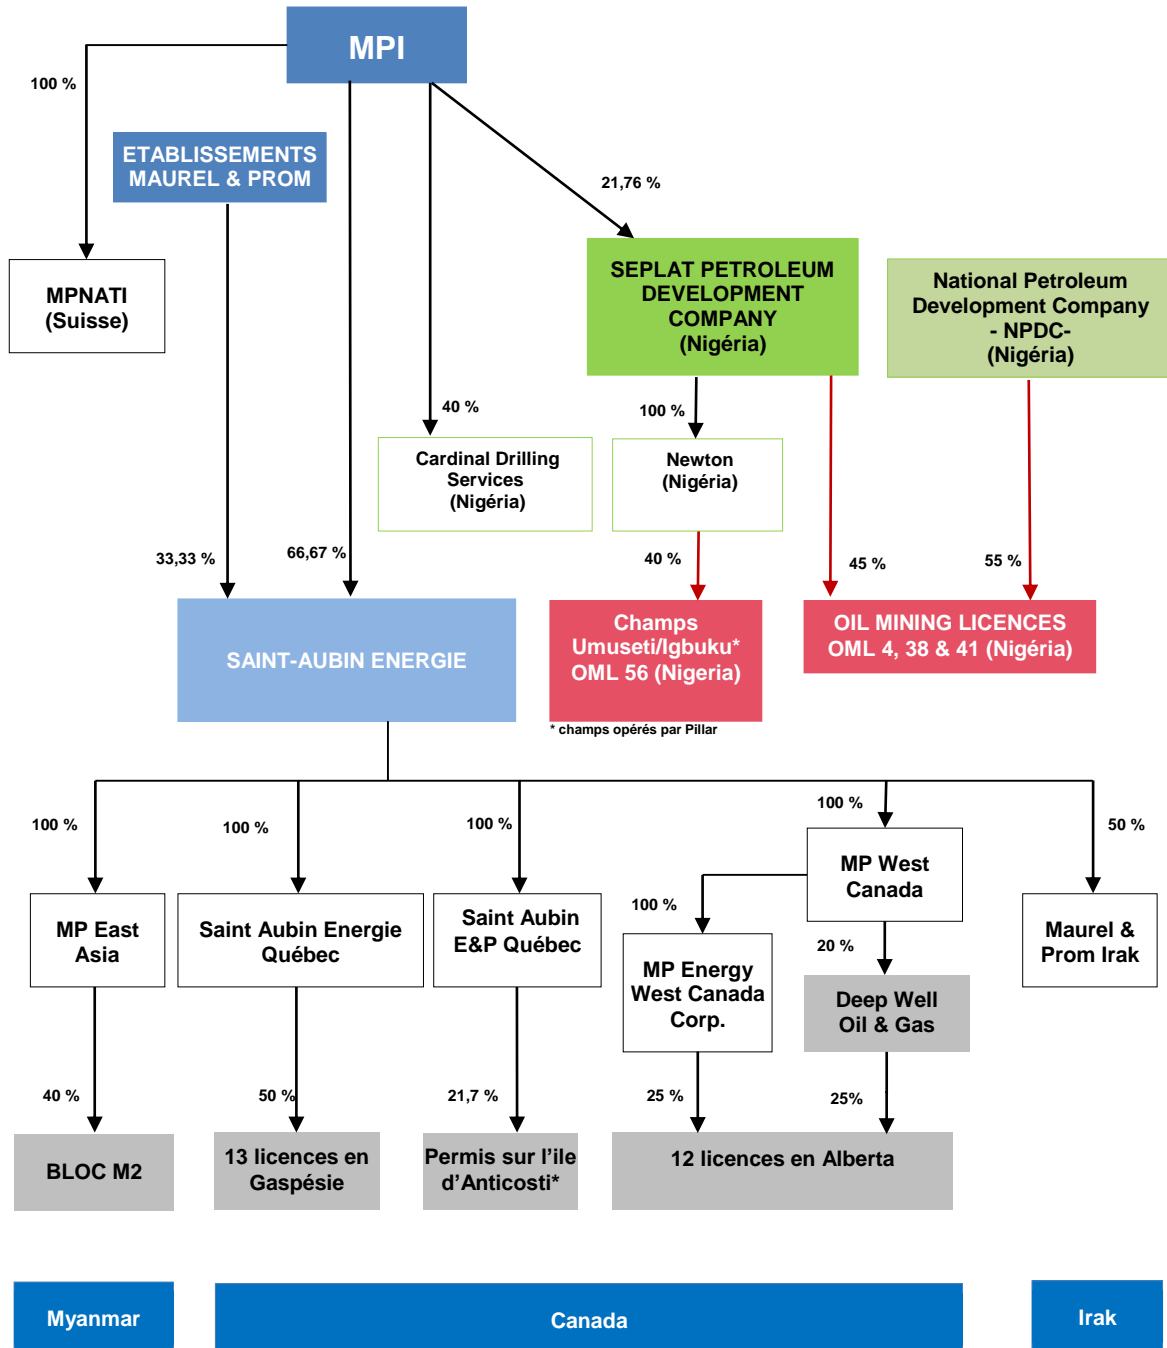 MPI
100 %
ETABLISSEMENTS
MAUREL & PROM
21,76 %
MPNATI
(Suisse)
SEPLAT PETROLEUM
DEVELOPMENT
COMPANY
(Nigéria)
National Petroleum
Development Company
- NPDC-
(Nigéria)
40 %
100 %
Cardinal Drilling
Services
(Nigéria)
Newton
(Nigéria)
33,33 %
66,67 %
40 %
45 %
55 %
SAINT-AUBIN ENERGIE
Champs
Umuseti/Igbuku*
OML 56 (Nigeria)
OIL MINING LICENCES
OML 4, 38 & 41 (Nigéria)
* champs opérés par Pillar
100 %
100 %
100 %
100 %
50 %
MP West
Canada
100 %
MP East
Asia
Saint Aubin Energie
Québec
Saint Aubin
E&P Québec
20 %
Maurel &
Prom Irak
MP Energy
West Canada
Corp.
Deep Well
Oil & Gas
40 %
50 %
21,7 %
25 %
25%
BLOC M2
13 licences en
Gaspésie
Permis sur l'ile
d'Anticosti*
12 licences en Alberta
Myanmar
Canada
Irak